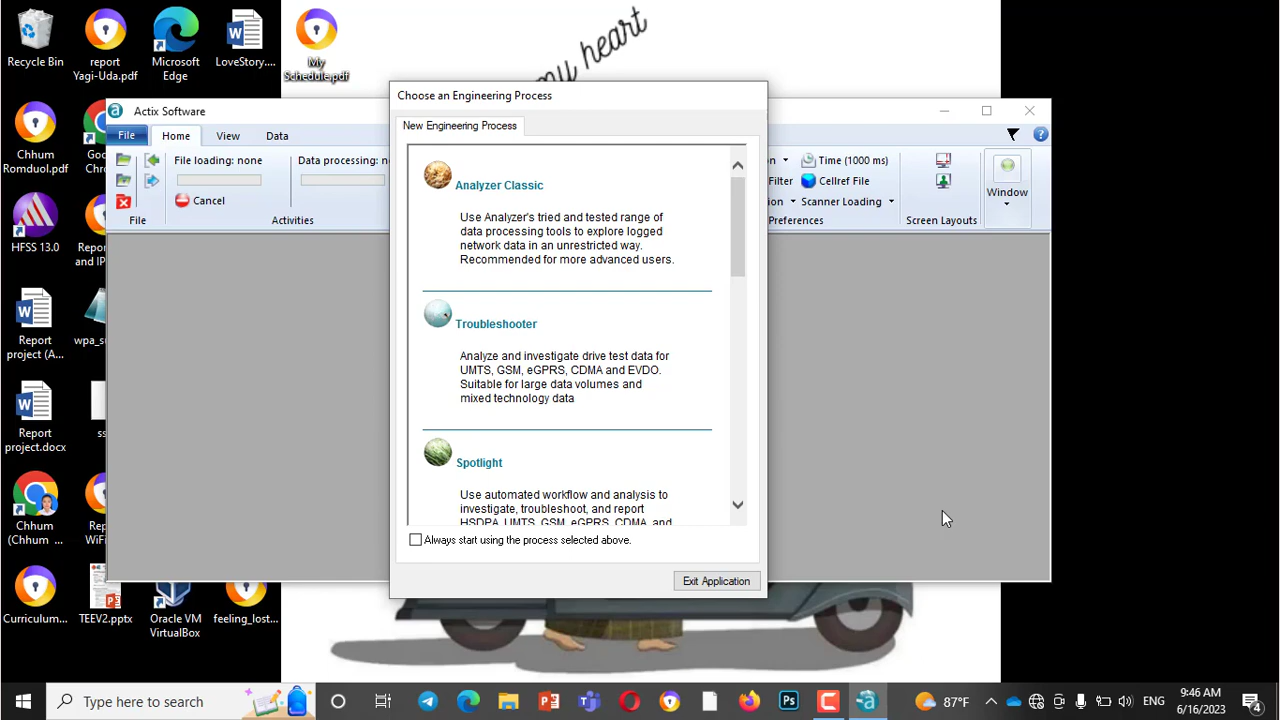 Recycle Bin
report
Yagi-Uda.pdf
Microsoft
Edge
LoveStory....
My
Schedule.pdf
my heart
Chhum
Romduol.pdf
HFSS 13.0
Report
project (A...
Report
project.docx
Chhum
(Chhum ...
Curriculum...
TEEV2.pptx
Oracle VM
VirtualBox
feeling_lost...
Actix Software
File
Home
View
Data
File loading: none
Cancel
File
Activities
Time (1000 ms)
Filter
Cellref File
Scanner Loading
Screen Layouts
Window
Choose an Engineering Process
New Engineering Process
Analyzer Classic
Use Analyzer's tried and tested range of
data processing tools to explore logged
network data in an unrestricted way.
Recommended for more advanced users.
Troubleshooter
Analyze and investigate drive test data for
UMTS, GSM, eGPRS, CDMA and EVDO.
Suitable for large data volumes and
mixed technology data
Spotlight
Use automated workflow and analysis to
investigate, troubleshoot, and report
HSDPA, UMTS, GSM, eGPRS, CDMA, and
Always start using the process selected above.
Exit Application
Type here to search
87°F
ENG
9:46 AM
6/16/2023
4